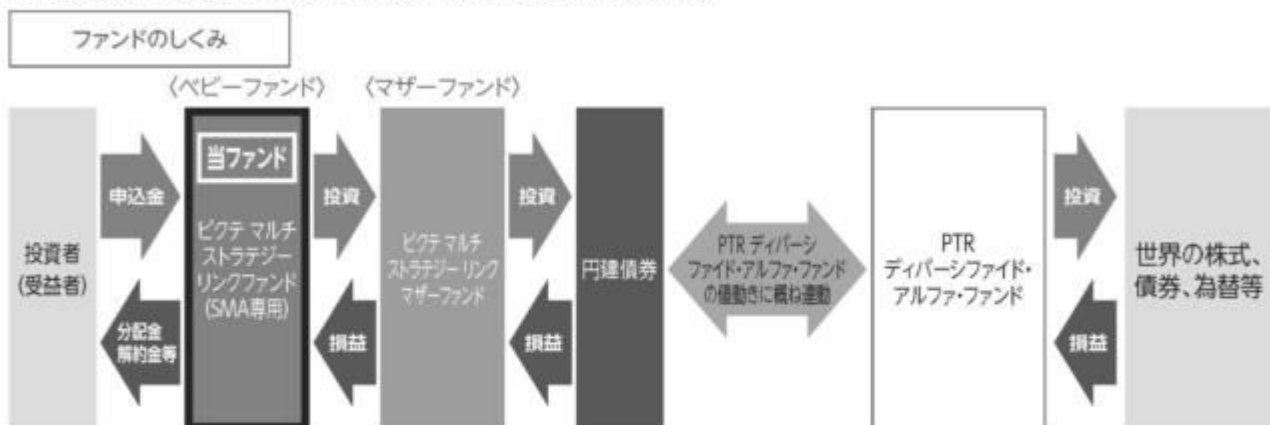 ファンドのしくみ
〈ベビーファンド〉
〈マザーファンド〉
投資者
(受益者)
申込金
分配金
解約金等
当ファンド
ピクテ マルチ
ストラテジー
リンクファンド
(SMA専用)
投資
損益
ピクテ マルチ
ストラテジー リンク
マザーファンド
投資
損益
円建債券
PTR ディバーシ
ファイド・アルファ・ファンド
の値動きに概ね連動
PTR
ディバーシファイド・
アルファ・ファンド
投資
損益
世界の株式、
債券、為替等